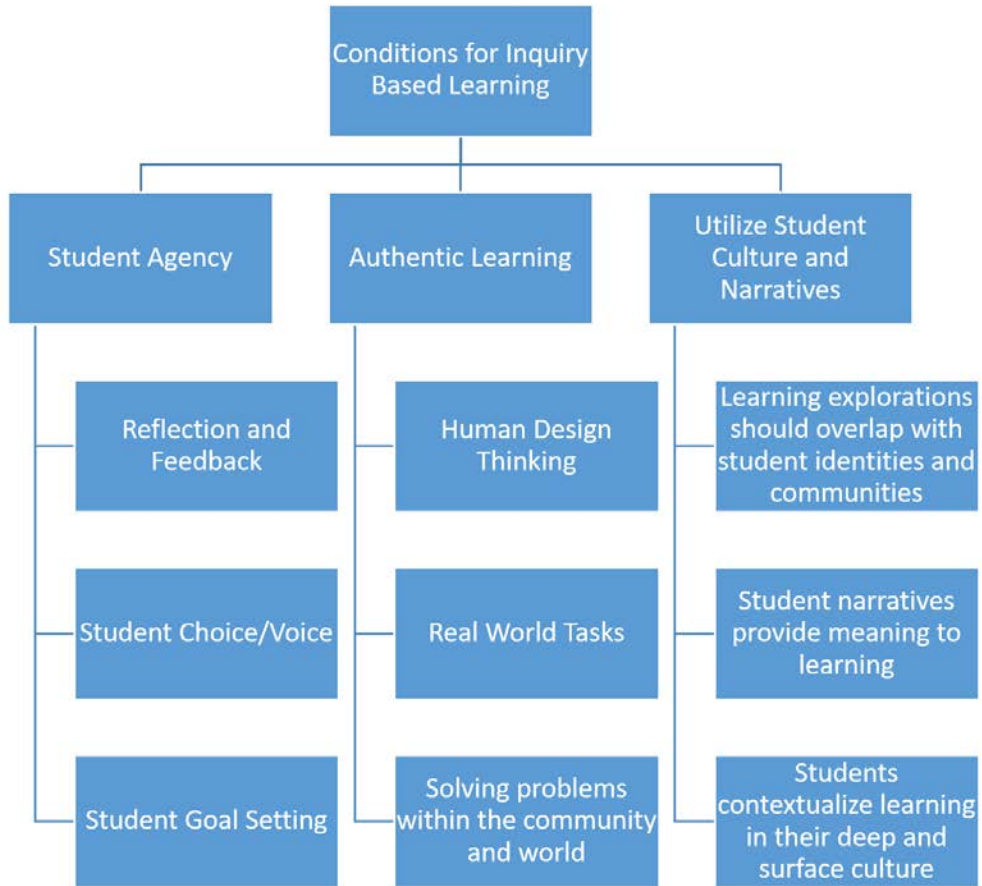 Conditions for Inquiry
Based Learning
Student Agency
Authentic Learning
Utilize Student
Culture and
Narratives
Reflection and
Feedback
Human Design
Thinking
Learning explorations
should overlap with
student identities and
communities
Student Choice/Voice
Real World Tasks
Student narratives
provide meaning to
learning
Student Goal Setting
Solving problems
within the community
and world
Students
contextualize learning
in their deep and
surface culture